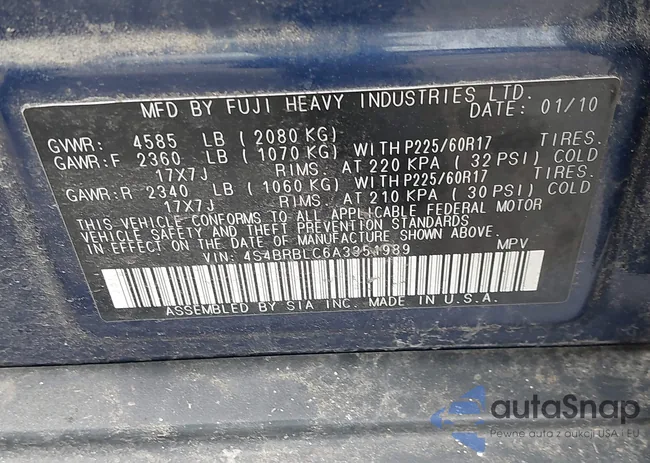 MFD BY FUJI HEAVY INDUSTRIES LTD.
DATE: 01/10
GVWR: 4585 LB (2080 KG)
GAWR:F 2360 LB (1070 KG) WITH P225/60R17 TIRES.
17X7J RIMS. AT 220 KPA (32 PSI) COLD
GAWR:R 2340 LB (1060 KG) WITH P225/60R17 TIRES.
17X7J RIMS. AT 210 KPA (30 PSI) COLD
THIS VEHICLE CONFORMS TO ALL APPLICABLE FEDERAL MOTOR
VEHICLE SAFETY AND THEFT PREVENTION STANDARDS
IN EFFECT ON THE DATE OF MANUFACTURE SHOWN ABOVE.
VIN: 4S4BRBLC6A3351989 MPV
ASSEMBLED BY SIA INC. MADE IN U.S.A.
autaSnap
Pewne auta z aukcji USA i EU